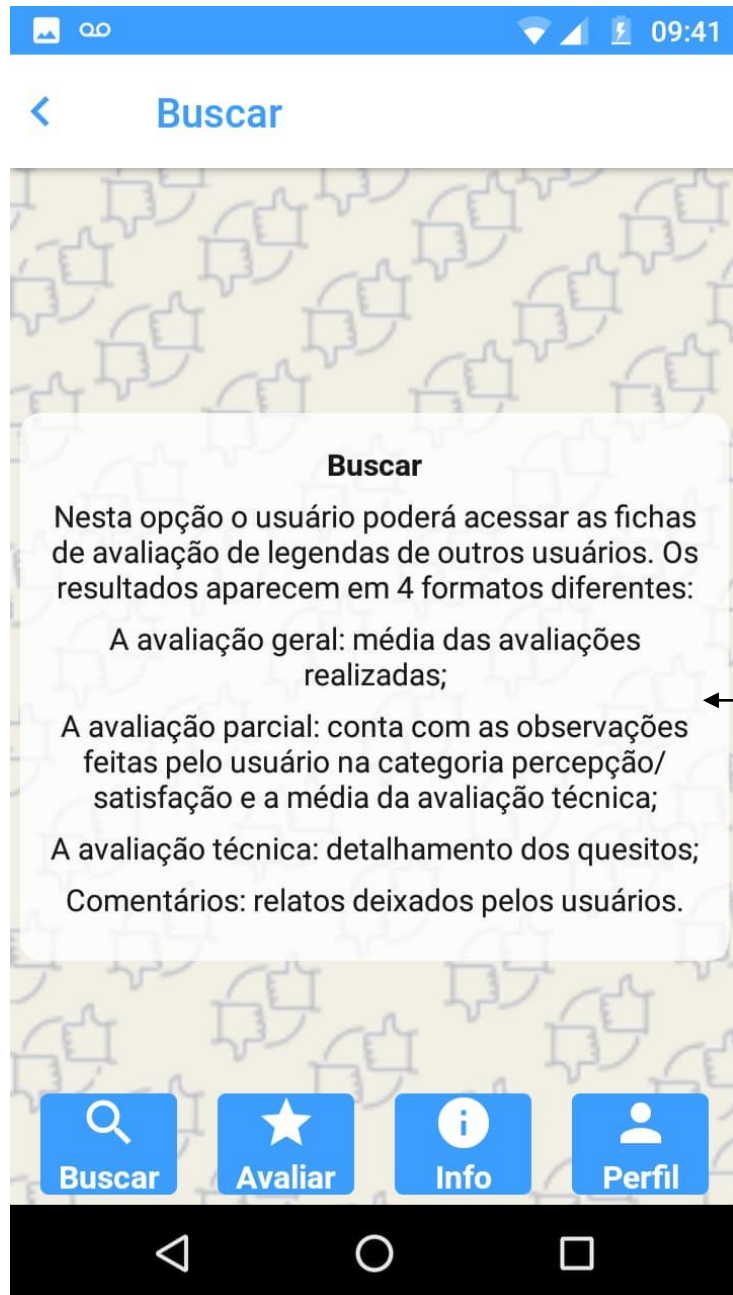 09:41
Buscar
Buscar
Nesta opção o usuário poderá acessar as fichas
de avaliação de legendas de outros usuários. Os
resultados aparecem em 4 formatos diferentes:
A avaliação geral: média das avaliações
realizadas;
A avaliação parcial: conta com as observações
feitas pelo usuário na categoria percepção/
satisfação e a média da avaliação técnica;
A avaliação técnica: detalhamento dos quesitos;
Comentários: relatos deixados pelos usuários.
Buscar Avaliar Info Perfil